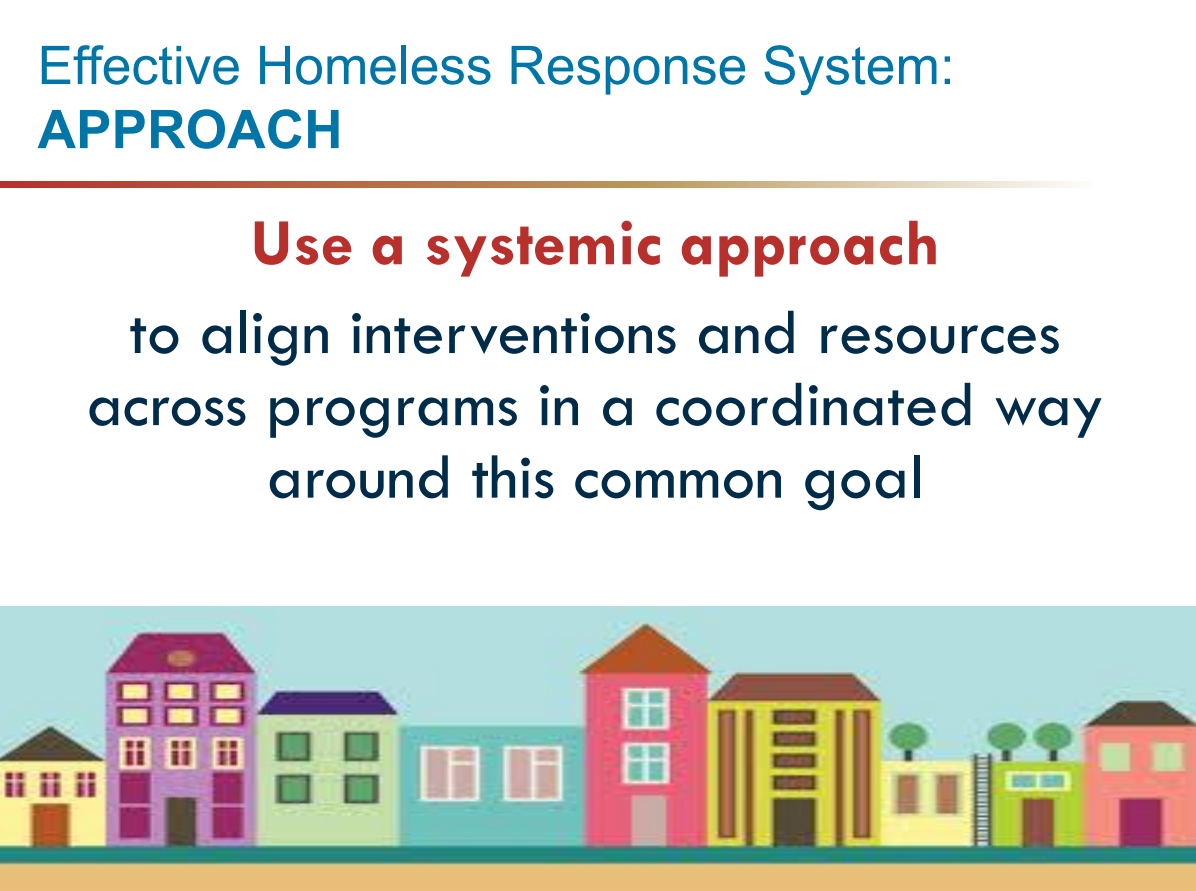 Effective Homeless Response System:
APPROACH
Use a systemic approach
to align interventions and resources
across programs in a coordinated way
around this common goal